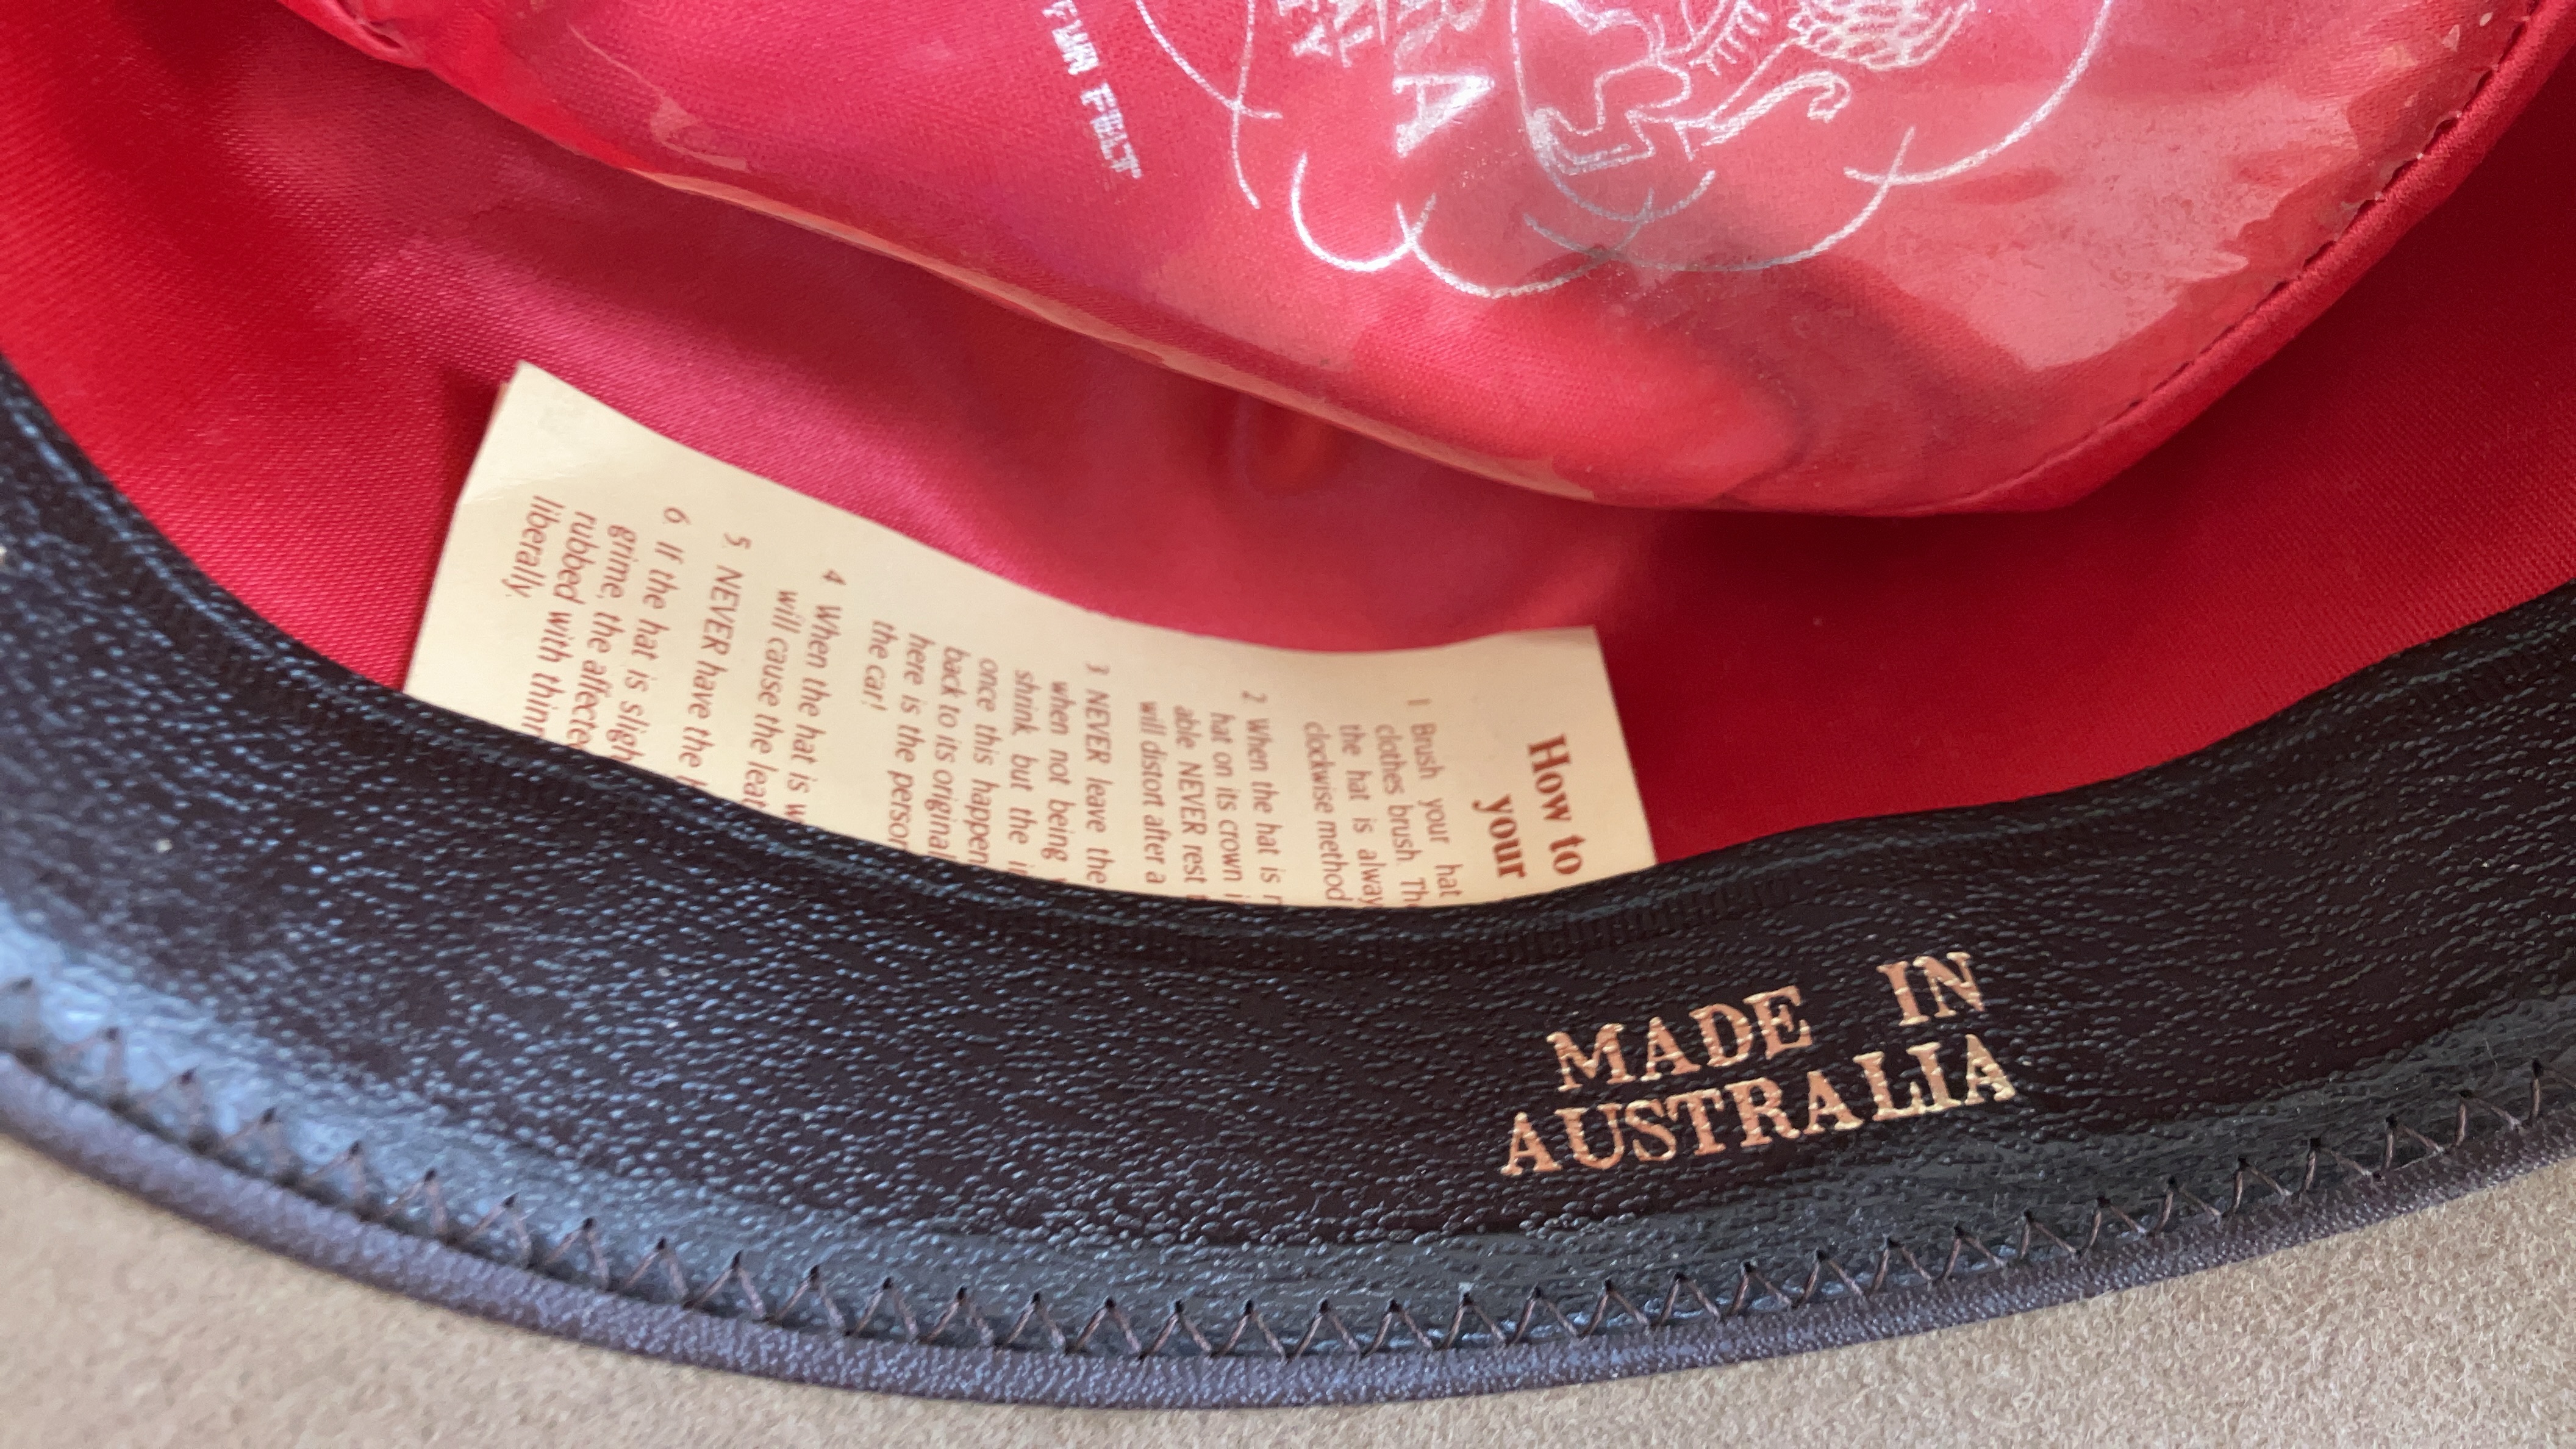 FUR FELT
How to
your
1 Brush your hat
clothes brush. Th
the hat is alway
clockwise method
2 When the hat is n
hat on its crown i
able NEVER rest
will distort after a
3 NEVER leave the
when not being
shrink, but the i
once this happen
back to its original
here is the person
the car!
4 When the hat is w
will cause the leat
5. NEVER have the
6. If the hat is sligh
grime, the affected
rubbed with thin
liberally.
MADE IN
AUSTRALIA